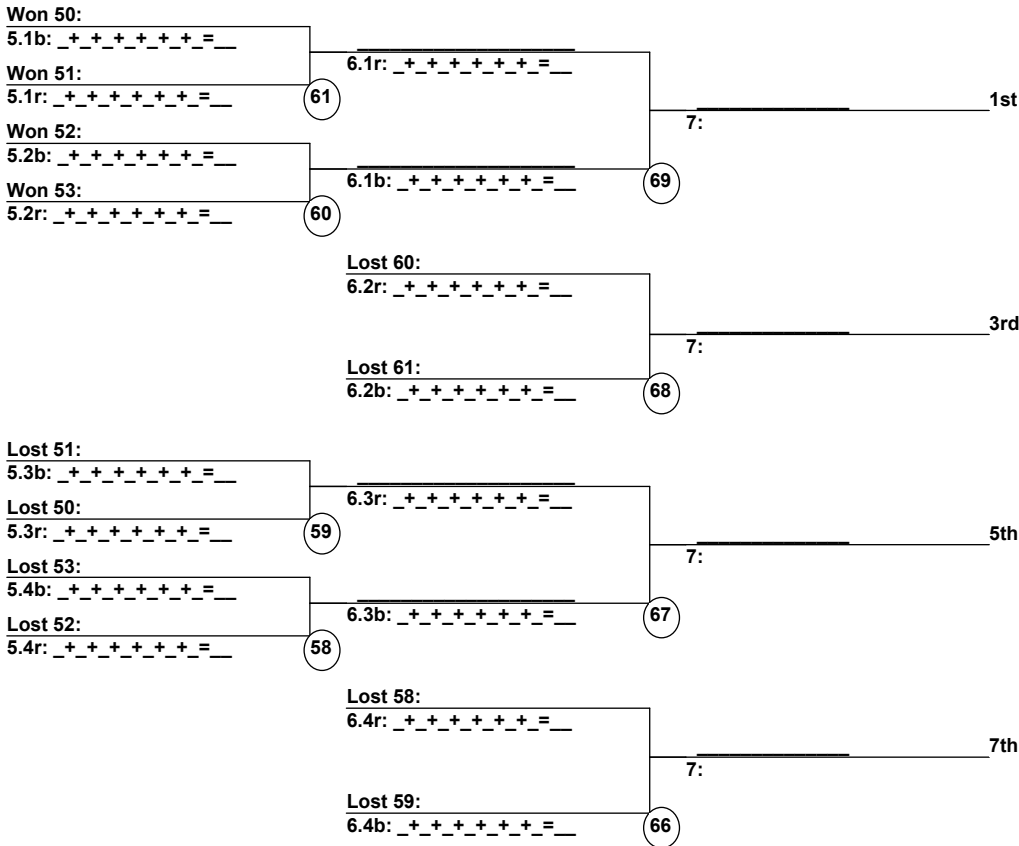 Won 50:
5.1b: _+_+_+_+_+_+_=__
Won 51:
5.1r: _+_+_+_+_+_+_=__
61
Won 52:
5.2b: _+_+_+_+_+_+_=__
Won 53:
5.2r: _+_+_+_+_+_+_=__
60
6.1r: _+_+_+_+_+_+_=__
6.1b: _+_+_+_+_+_+_=__
69
7:
1st
Lost 60:
6.2r: _+_+_+_+_+_+_=__
Lost 61:
6.2b: _+_+_+_+_+_+_=__
68
7:
3rd
Lost 51:
5.3b: _+_+_+_+_+_+_=__
Lost 50:
5.3r: _+_+_+_+_+_+_=__
59
Lost 53:
5.4b: _+_+_+_+_+_+_=__
Lost 52:
5.4r: _+_+_+_+_+_+_=__
58
6.3r: _+_+_+_+_+_+_=__
6.3b: _+_+_+_+_+_+_=__
67
7:
5th
Lost 58:
6.4r: _+_+_+_+_+_+_=__
Lost 59:
6.4b: _+_+_+_+_+_+_=__
66
7:
7th